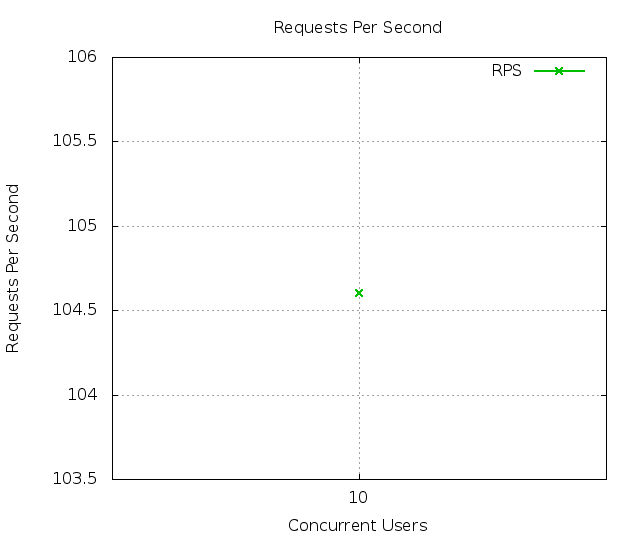 Requests Per Second
106
RPS
105.5
105
104.5
104
103.5
Requests Per Second
10
Concurrent Users